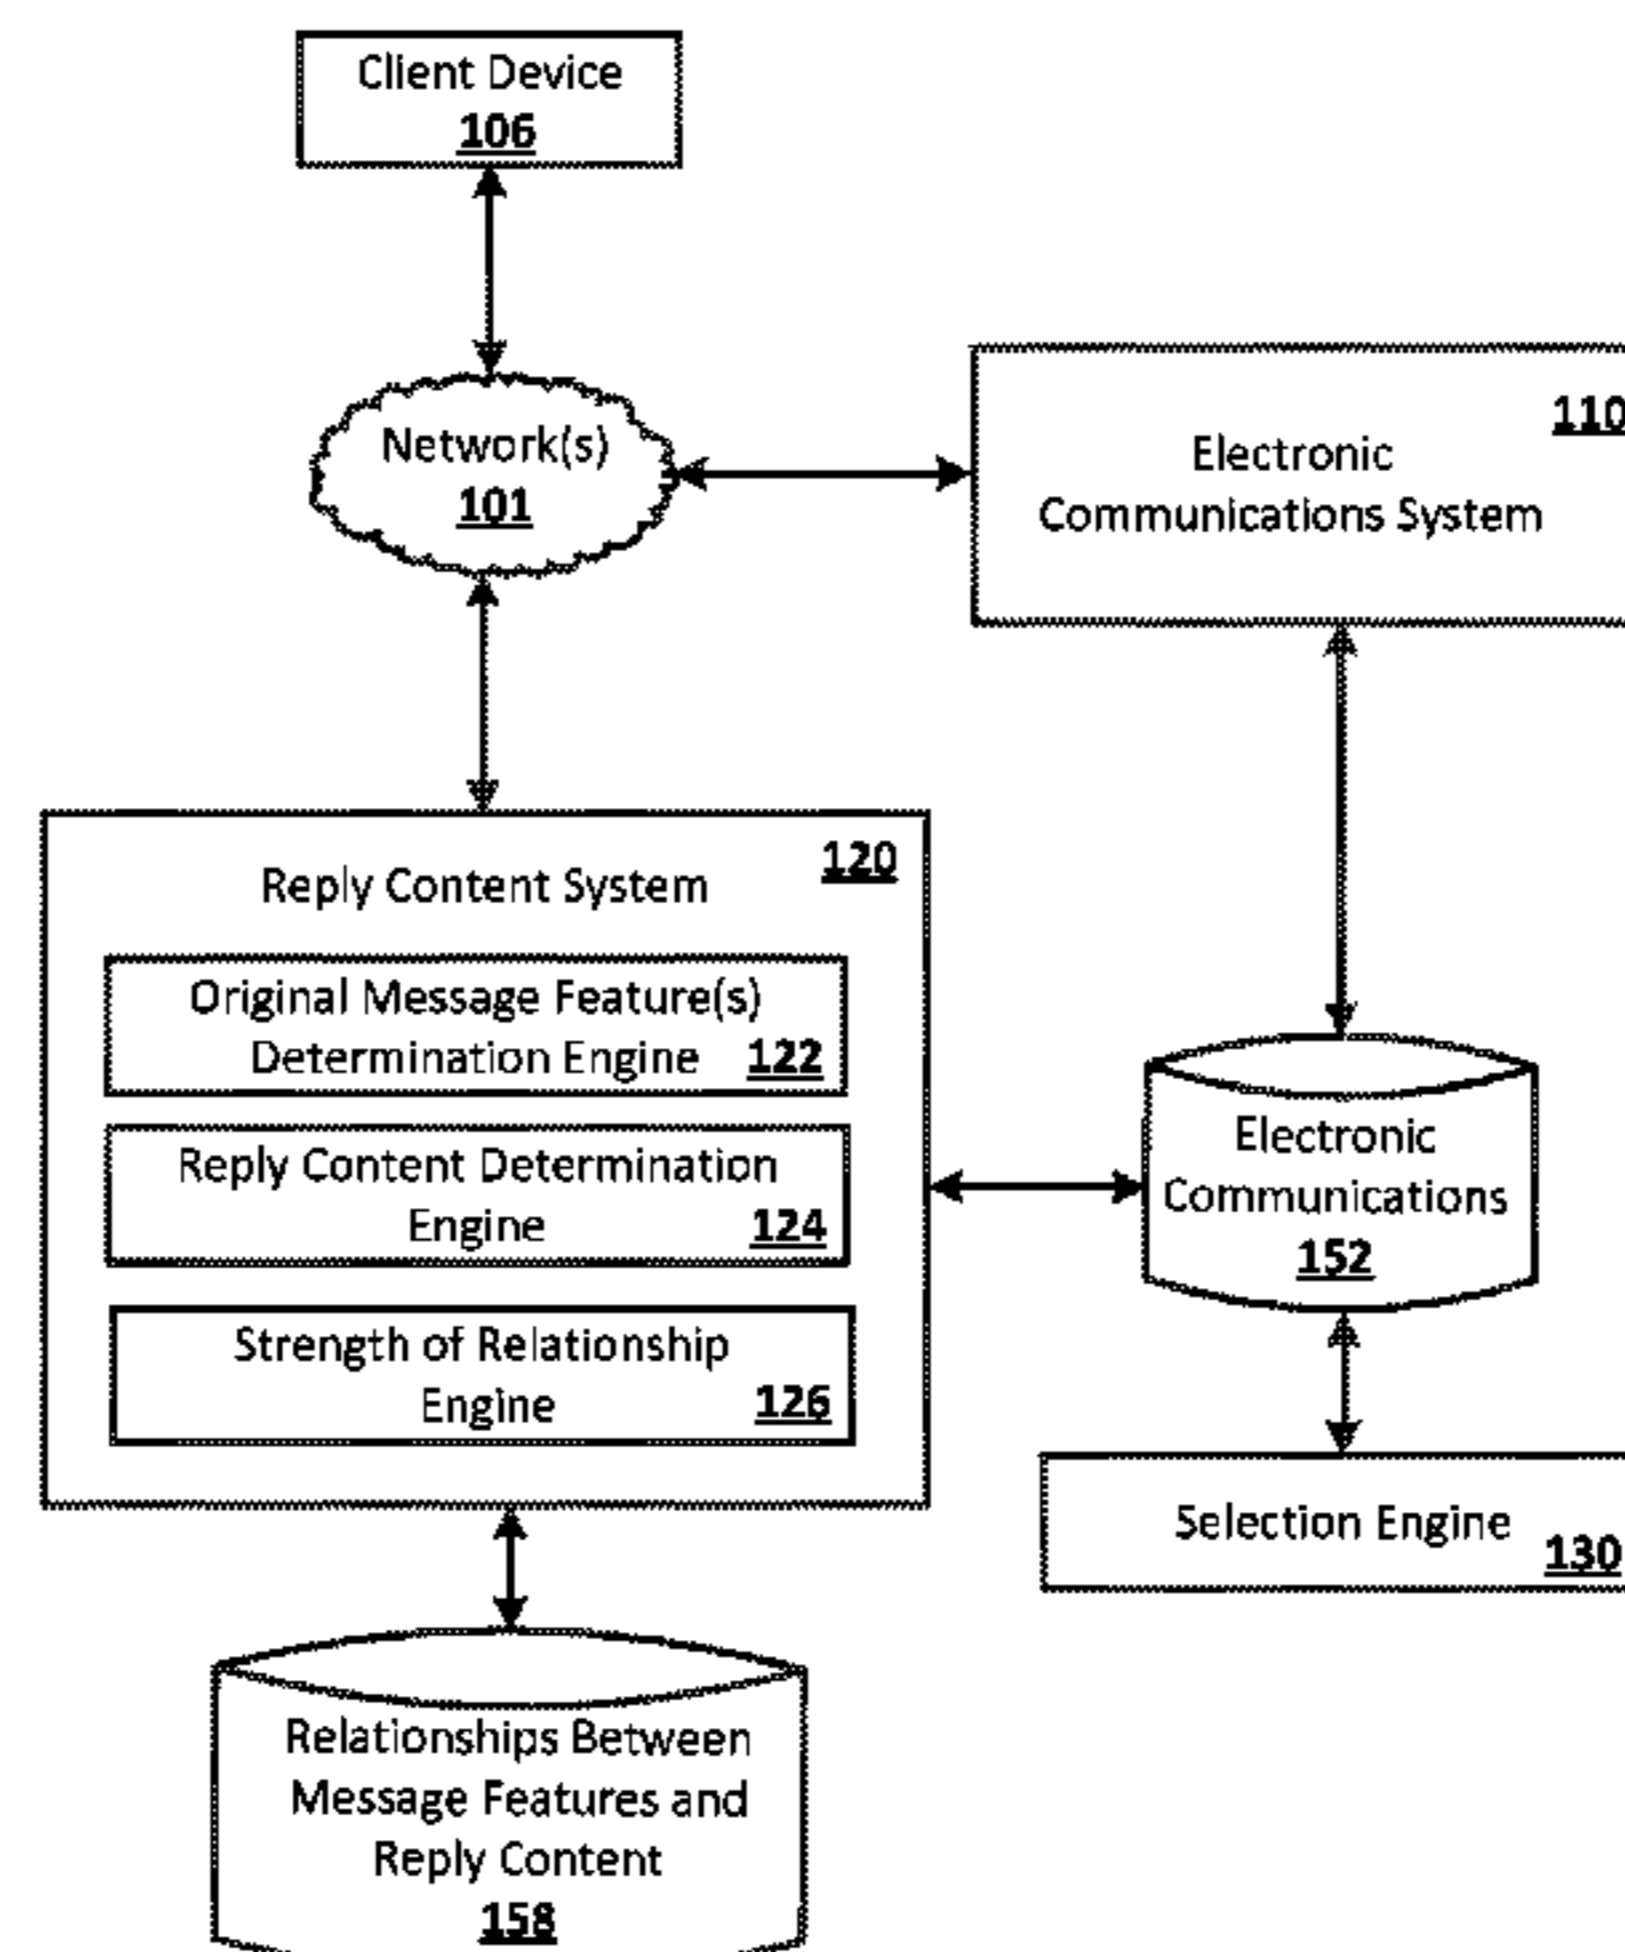 Client Device
106
Network(s)
101
110
Electronic
Communications System
120
Reply Content System
Original Message Feature(s)
Determination Engine 122
Reply Content Determination
Engine 124
Strength of Relationship
Engine 126
Electronic
Communications
152
Selection Engine
130
Relationships Between
Message Features and
Reply Content
158